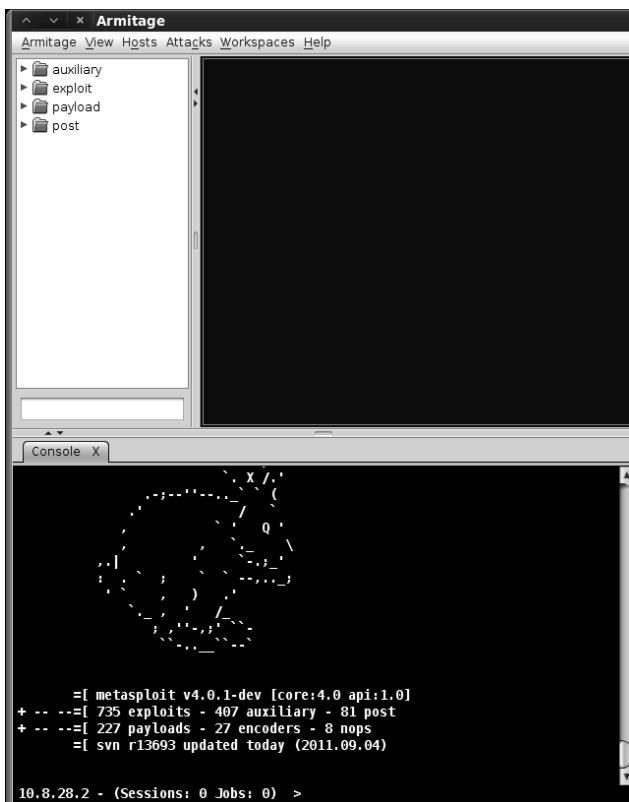 Armitage
Armitage View Hosts Attacks Workspaces Help
auxiliary
exploit
payload
post
Console X
=[ metasploit v4.0.1-dev [core:4.0 api:1.0]
+ -- --=[ 735 exploits - 407 auxiliary - 81 post
+ -- --=[ 227 payloads - 27 encoders - 8 nops
=[ svn r13693 updated today (2011.09.04)
10.8.28.2 - (Sessions: 0 Jobs: 0) >